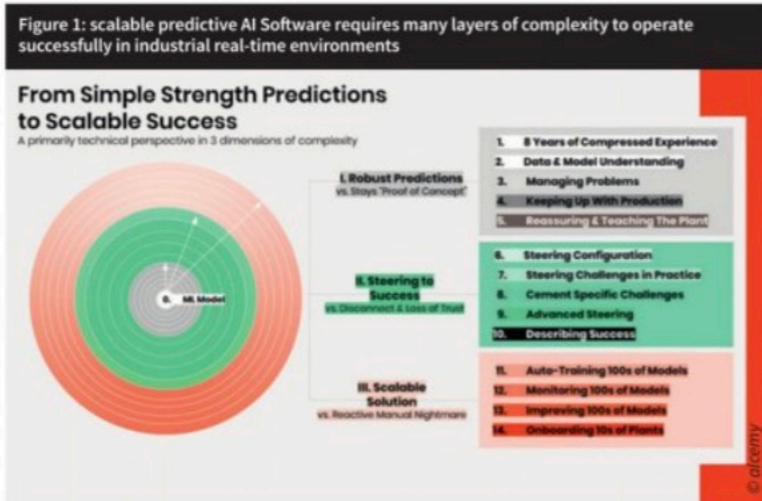 Figure 1: scalable predictive AI Software requires many layers of complexity to operate
successfully in industrial real-time environments
From Simple Strength Predictions
to Scalable Success
A primarily technical perspective in 3 dimensions of complexity
0. ML Model
I. Robust Predictions
vs. Stays "Proof of Concept"
1. 8 Years of Compressed Experience
2. Data & Model Understanding
3. Managing Problems
4. Keeping Up With Production
5. Reassuring & Teaching The Plant
II. Steering to
Success
vs. Disconnect & Loss of Trust
6. Steering Configuration
7. Steering Challenges in Practice
8. Cement Specific Challenges
9. Advanced Steering
10. Describing Success
III. Scalable
Solution
vs. Reactive Manual Nightmare
11. Auto-Training 100s of Models
12. Monitoring 100s of Models
13. Improving 100s of Models
14. Onboarding 10s of Plants
© alcemy